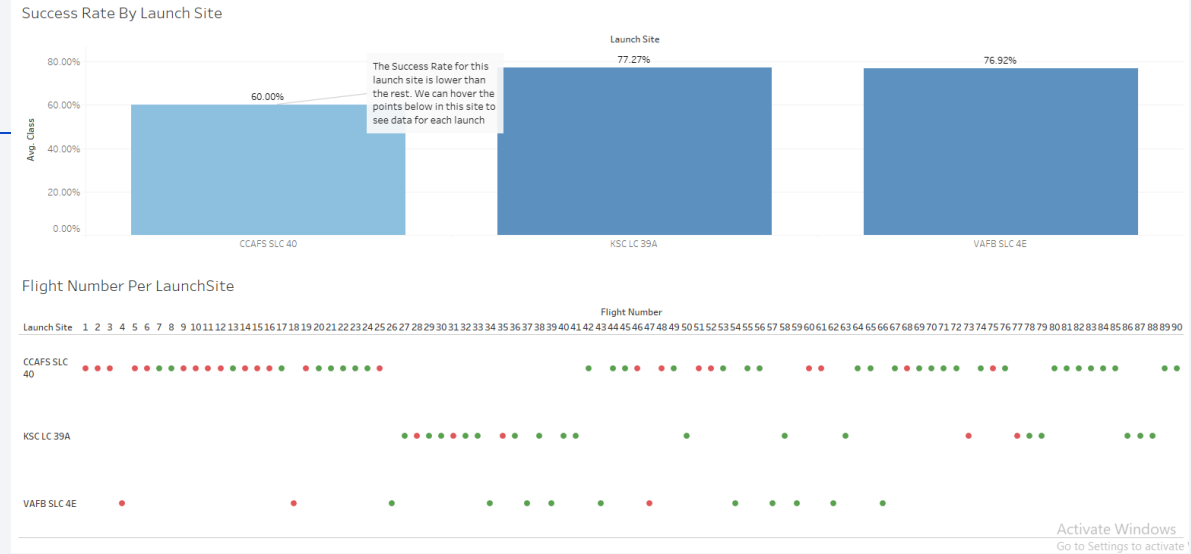 Success Rate By Launch Site
Launch Site
80.00%
60.00%
40.00%
20.00%
0.00%
Avg. Class
60.00%
77.27%
76.92%
The Success Rate for this
launch site is lower than
the rest. We can hover the
points below in this site to
see data for each launch
CCAFS SLC 40
KSC LC 39A
VAFB SLC 4E
Flight Number Per LaunchSite
Flight Number
Launch Site 1 2 3 4 5 6 7 8 9 10 11 12 13 14 15 16 17 18 19 20 21 22 23 24 25 26 27 28 29 30 31 32 33 34 35 36 37 38 39 40 41 42 43 44 45 46 47 48 49 50 51 52 53 54 55 56 57 58 59 60 61 62 63 64 65 66 67 68 69 70 71 72 73 74 75 76 77 78 79 80 81 82 83 84 85 86 87 88 89 90
CCAFS SLC
40
KSC LC 39A
VAFB SLC 4E
Activate Windows
Go to Settings to activate